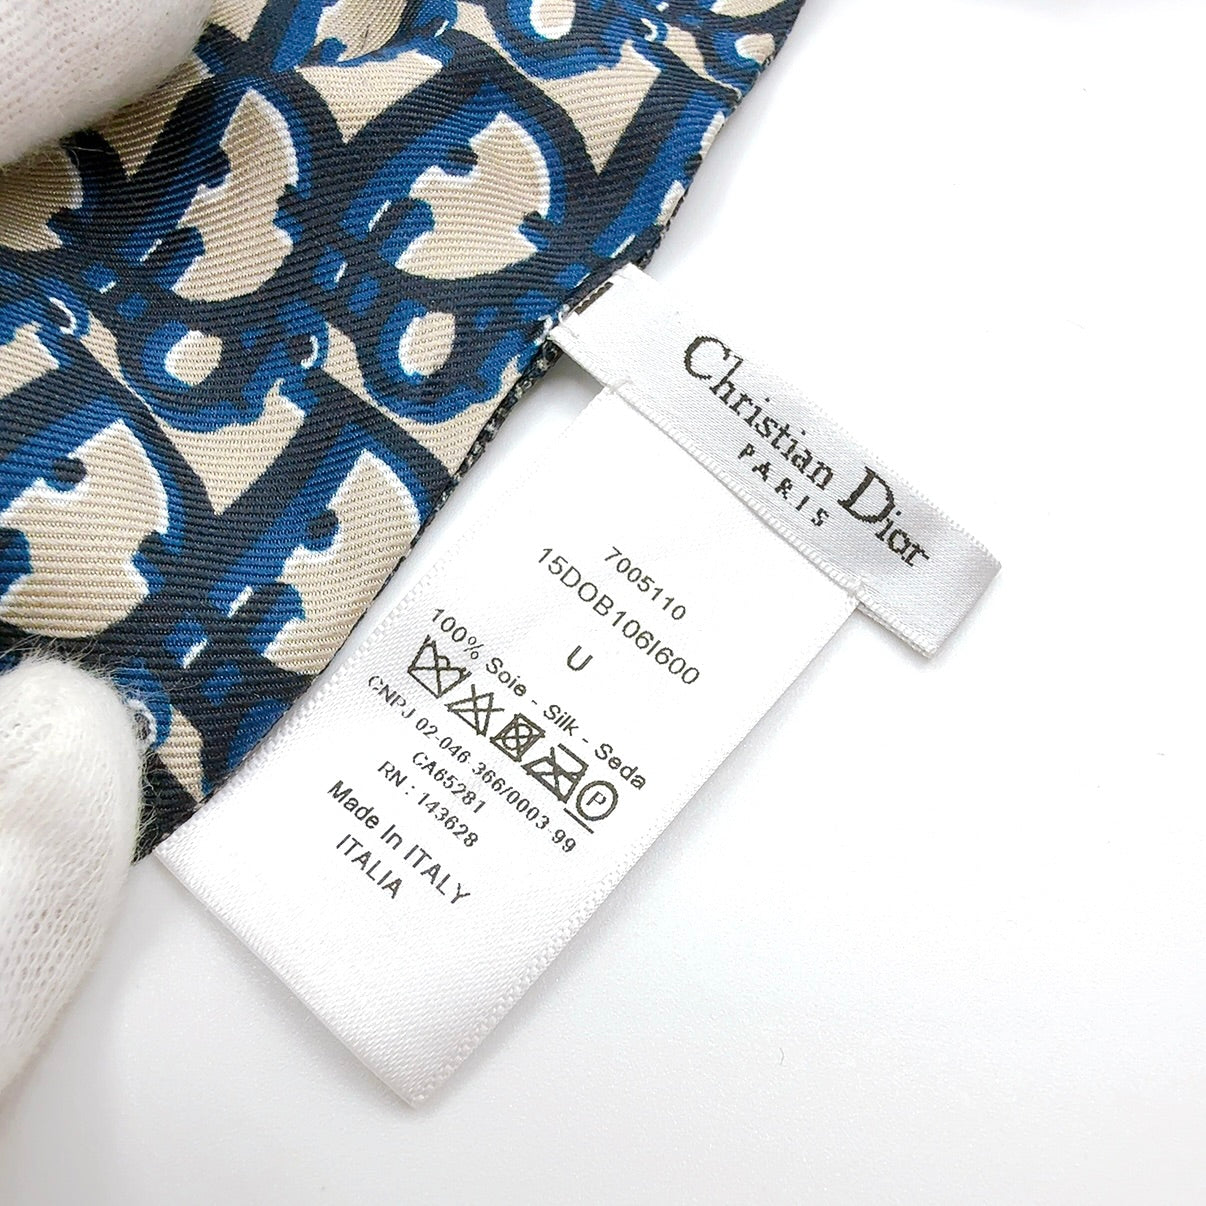 Christian Dior
PARIS
7005110
15DOB106I600
U
100% Soie - Silk - Seda
P
CNPJ 02-046 366/0003-99
CA65281
RN : 143628
Made In ITALY
ITALIA